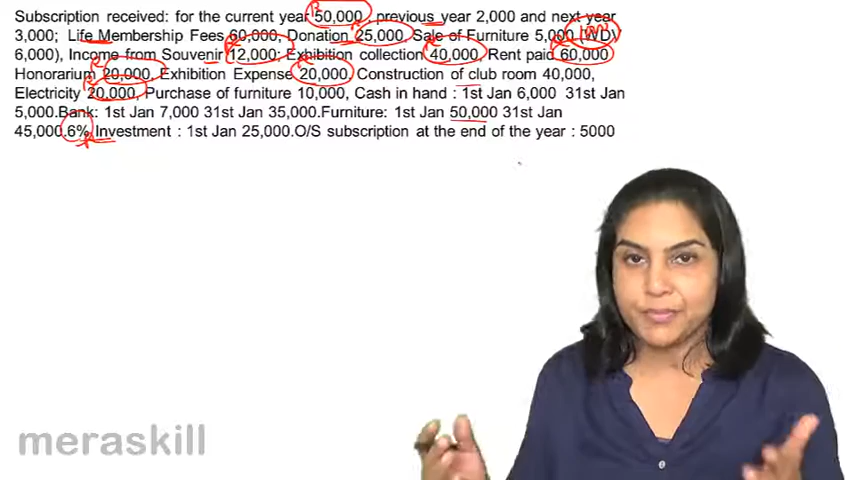 Subscription received: for the current year 50,000 previous year 2,000 and next year
3,000; Life Membership Fees 60,000, Donation 25,000 Sale of Furniture 5,000
6,000), Income from Souvenir 12,000; Exhibition collection 40,000, Rent paid 60,000
Honorarium 20,000, Exhibition Expense 20,000 Construction of club room 40,000,
Electricity 20,000, Purchase of furniture 10,000, Cash in hand : 1st Jan 6,000 31st Jan
5,000.Bank: 1st Jan 7,000 31st Jan 35,000.Furniture: 1st Jan 50,000 31st Jan
45,000.6% Investment : 1st Jan 25,000.O/S subscription at the end of the year : 5000
meraskill